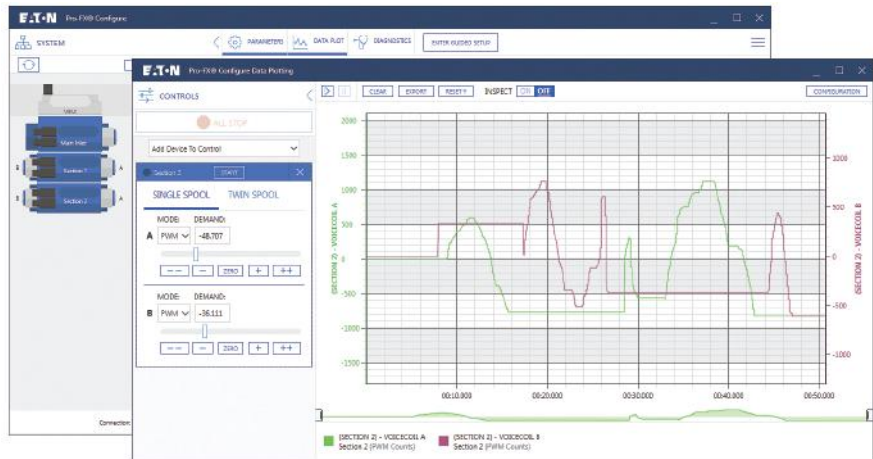 E·T·N Pro-FX® Configure
SYSTEM
PARAMETERS
DATA PLOT
DIAGNOSTICS
ENTER GUIDED SETUP
E·T·N Pro-FX® Configure Data Plotting
CONTROLS
CLEAR
EXPORT
INSPECT ON OFF
CONFIGURATION
ALL STOP
Add Device To Control
Main Inlet
B Section 1 A
B Section 2 A
Section 2 START
SINGLE SPOOL TWIN SPOOL
MODE: DEMAND:
A PWM -48.707
-- - ZERO + ++
MODE: DEMAND:
B PWM -36.111
-- - ZERO + ++
Connection:
(SECTION 2) - VOICECOIL A
2000
1500
1000
500
0
-500
-1000
-1500
(SECTION 2) - VOICECOIL B
1000
500
0
-500
-1000
00:10.000 00:20.000 00:30.000 00:40.000 00:50.000
(SECTION 2) - VOICECOIL A
Section 2 (PWM Counts)
(SECTION 2) - VOICECOIL B
Section 2 (PWM Counts)